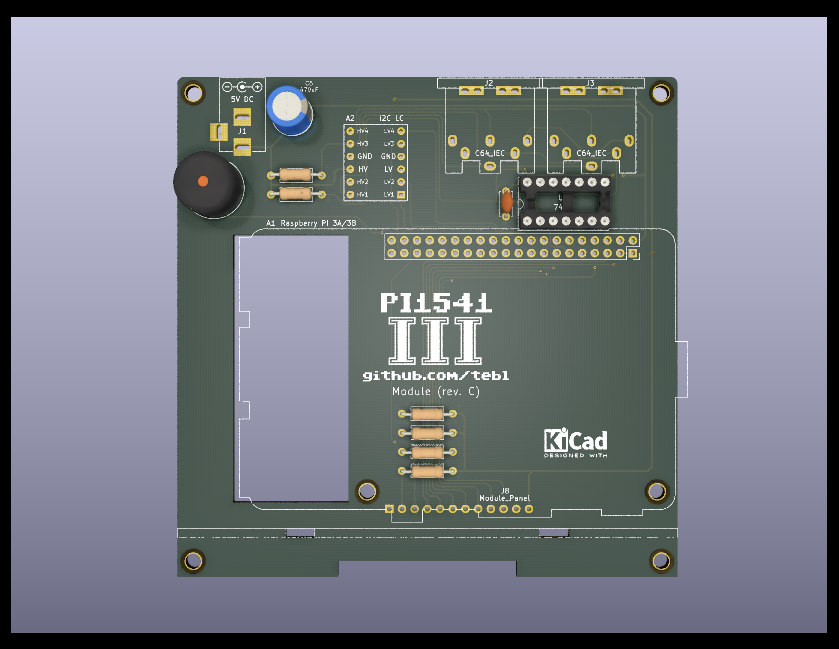 J2
J3
5V DC
J1
C8
470uF
A2
I2C LC
HV4
LV4
HV3
LV3
GND
GND
HV
LV
HV2
LV2
HV1
LV1
C64_IEC
C64_IEC
74
A1 Raspberry PI 3A/3B
PI1541
III
github.com/tebl
Module (rev. C)
KiCad
DESIGNED WITH
J8
Module_Panel